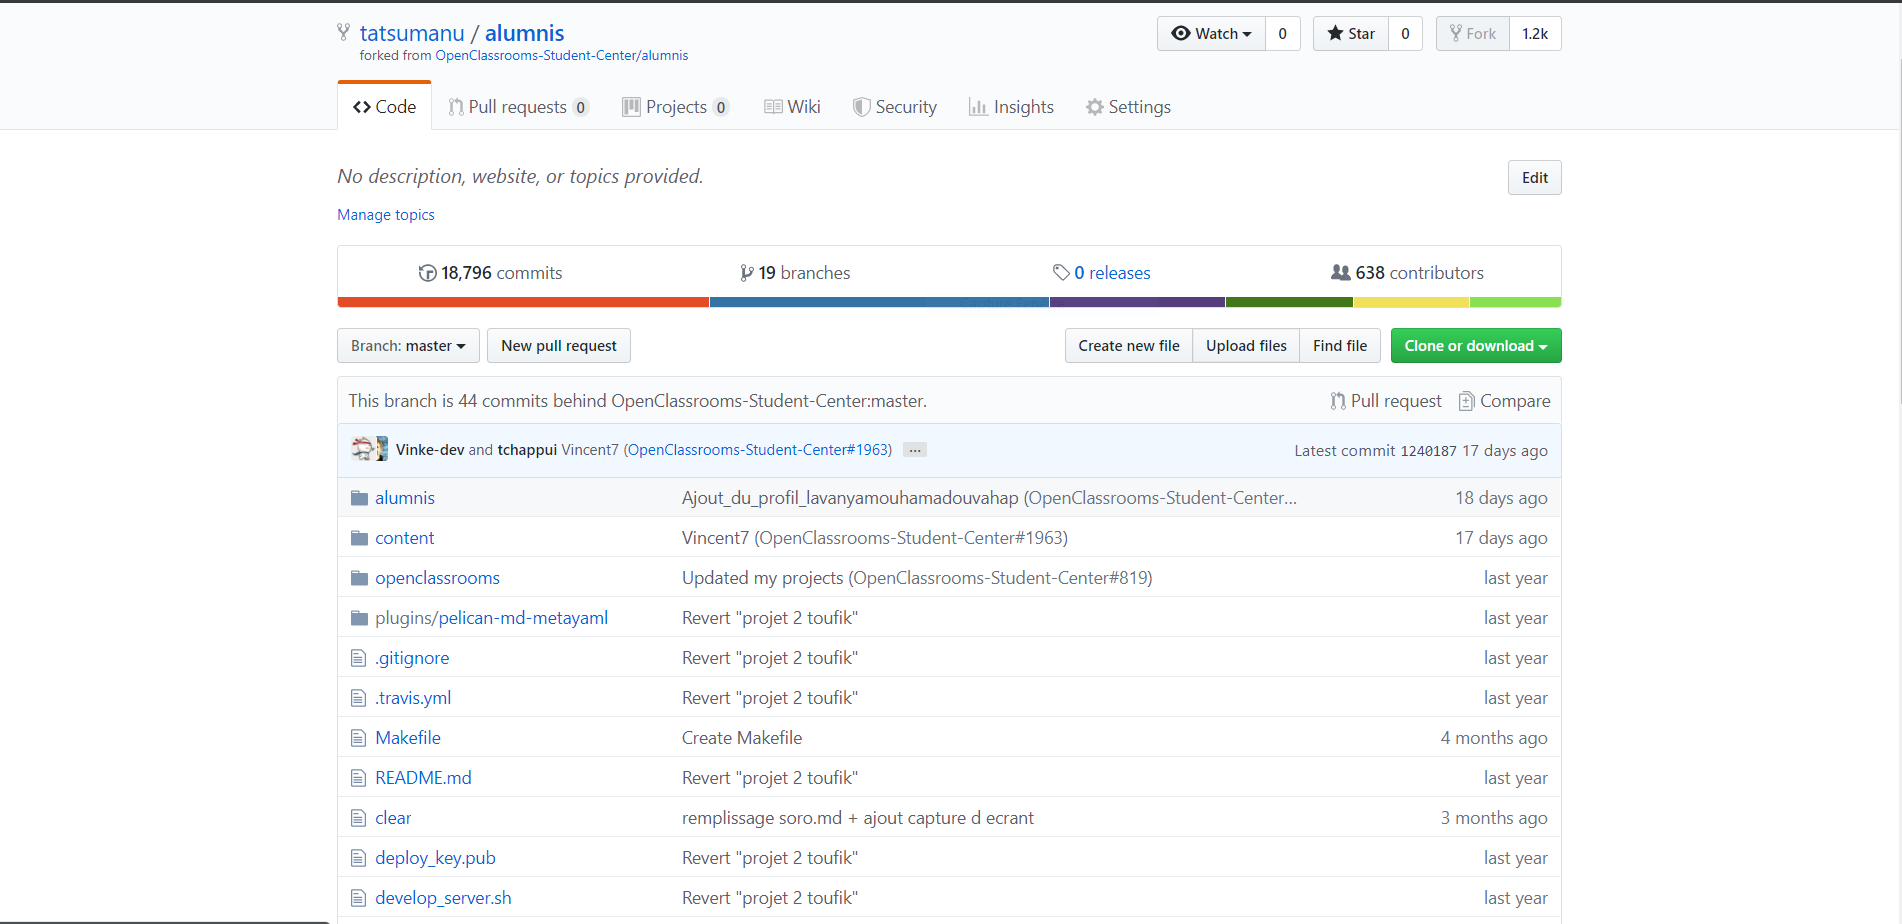 tatsumanu / alumnis
Watch 0 Star 0 Fork 1.2k
forked from OpenClassrooms-Student-Center/alumnis
Code Pull requests 0 Projects 0 Wiki Security Insights Settings
No description, website, or topics provided.
Edit
Manage topics
18,796 commits 19 branches 0 releases 638 contributors
Branch: master New pull request Create new file Upload files Find file Clone or download
This branch is 44 commits behind OpenClassrooms-Student-Center:master. Pull request Compare
Vinke-dev and tchappui Vincent7 (OpenClassrooms-Student-Center#1963) ... Latest commit 1240187 17 days ago
alumnis Ajout_du_profil_lavanyamouhamadouvahap (OpenClassrooms-Student-Center... 18 days ago
content Vincent7 (OpenClassrooms-Student-Center#1963) 17 days ago
openclassrooms Updated my projects (OpenClassrooms-Student-Center#819) last year
plugins/pelican-md-metayaml Revert "projet 2 toufik" last year
.gitignore Revert "projet 2 toufik" last year
.travis.yml Revert "projet 2 toufik" last year
Makefile Create Makefile 4 months ago
README.md Revert "projet 2 toufik" last year
clear remplissage soro.md + ajout capture d ecrant 3 months ago
deploy_key.pub Revert "projet 2 toufik" last year
develop_server.sh Revert "projet 2 toufik" last year